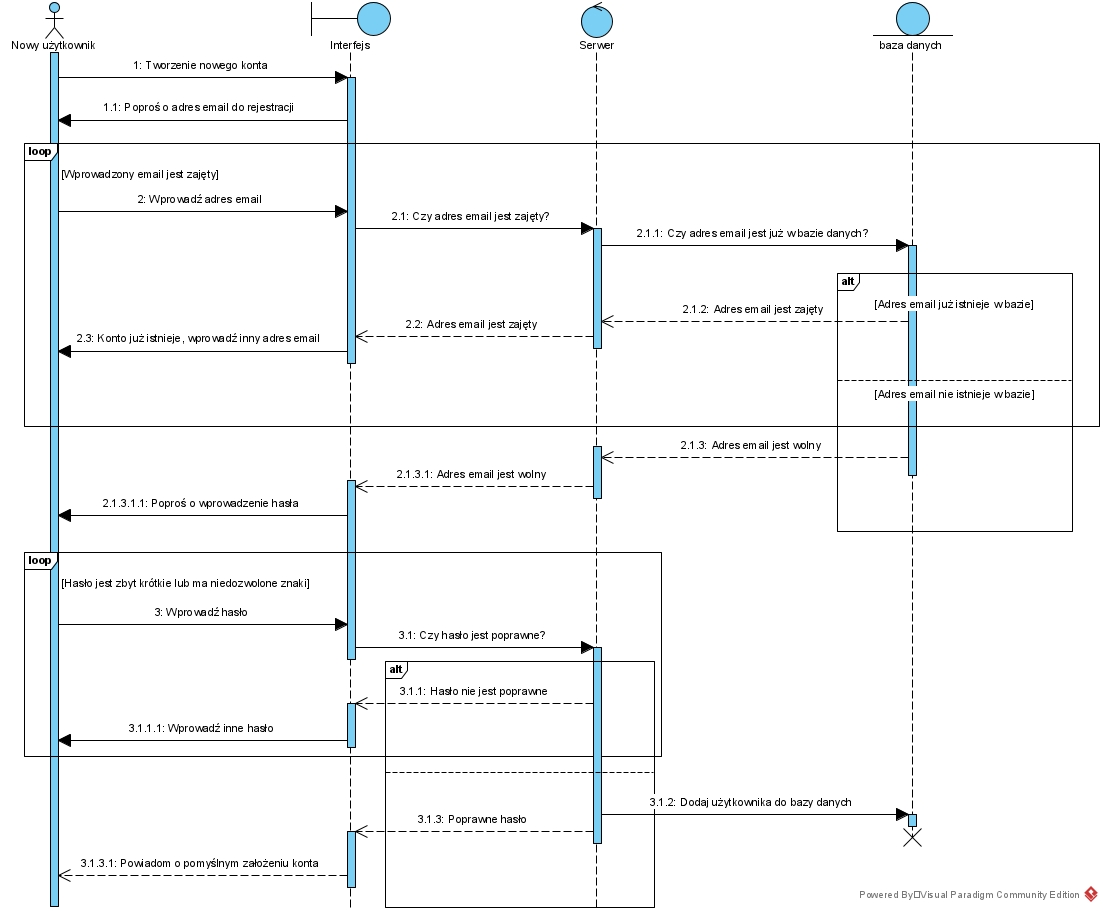 Nowy użytkownik
Interfejs
Serwer
baza danych
1: Tworzenie nowego konta
1.1: Poproś o adres email do rejestracji
loop
[Wprowadzony email jest zajęty]
2: Wprowadź adres email
2.1: Czy adres email jest zajęty?
2.1.1: Czy adres email jest już w bazie danych?
alt
[Adres email już istnieje w bazie]
2.1.2: Adres email jest zajęty
2.2: Adres email jest zajęty
2.3: Konto już istnieje, wprowadź inny adres email
[Adres email nie istnieje w bazie]
2.1.3: Adres email jest wolny
2.1.3.1: Adres email jest wolny
2.1.3.1.1: Poproś o wprowadzenie hasła
loop
[Hasło jest zbyt krótkie lub ma niedozwolone znaki]
3: Wprowadź hasło
3.1: Czy hasło jest poprawne?
alt
3.1.1: Hasło nie jest poprawne
3.1.1.1: Wprowadź inne hasło
3.1.2: Dodaj użytkownika do bazy danych
3.1.3: Poprawne hasło
3.1.3.1: Powiadom o pomyślnym założeniu konta
Powered By Visual Paradigm Community Edition